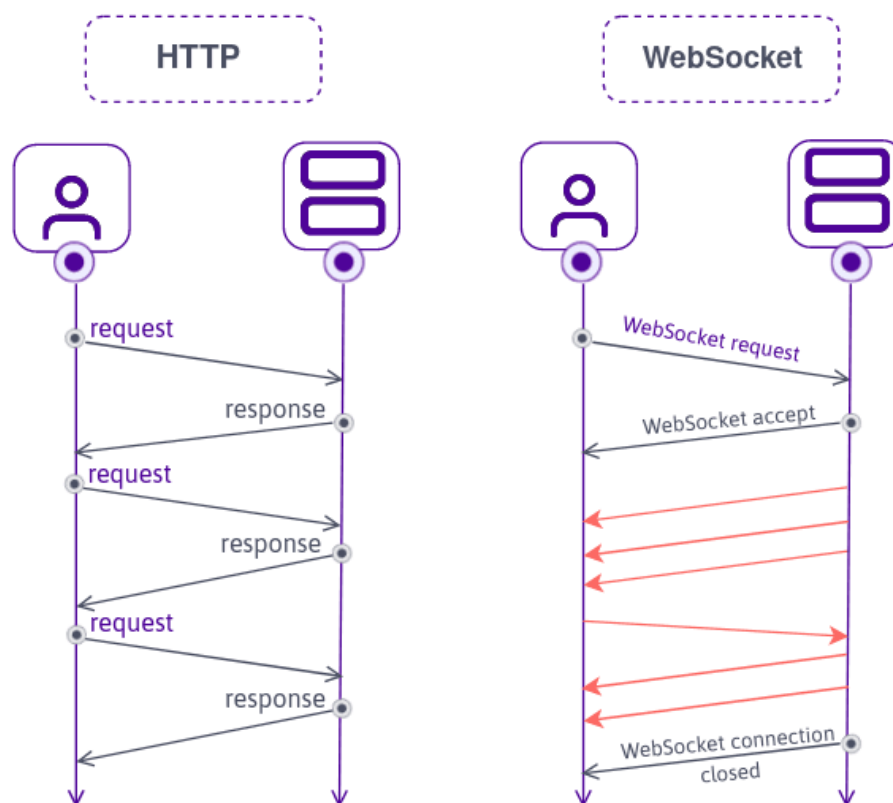 HTTP
request
response
request
response
request
response
WebSocket
WebSocket request
WebSocket accept
WebSocket connection
closed